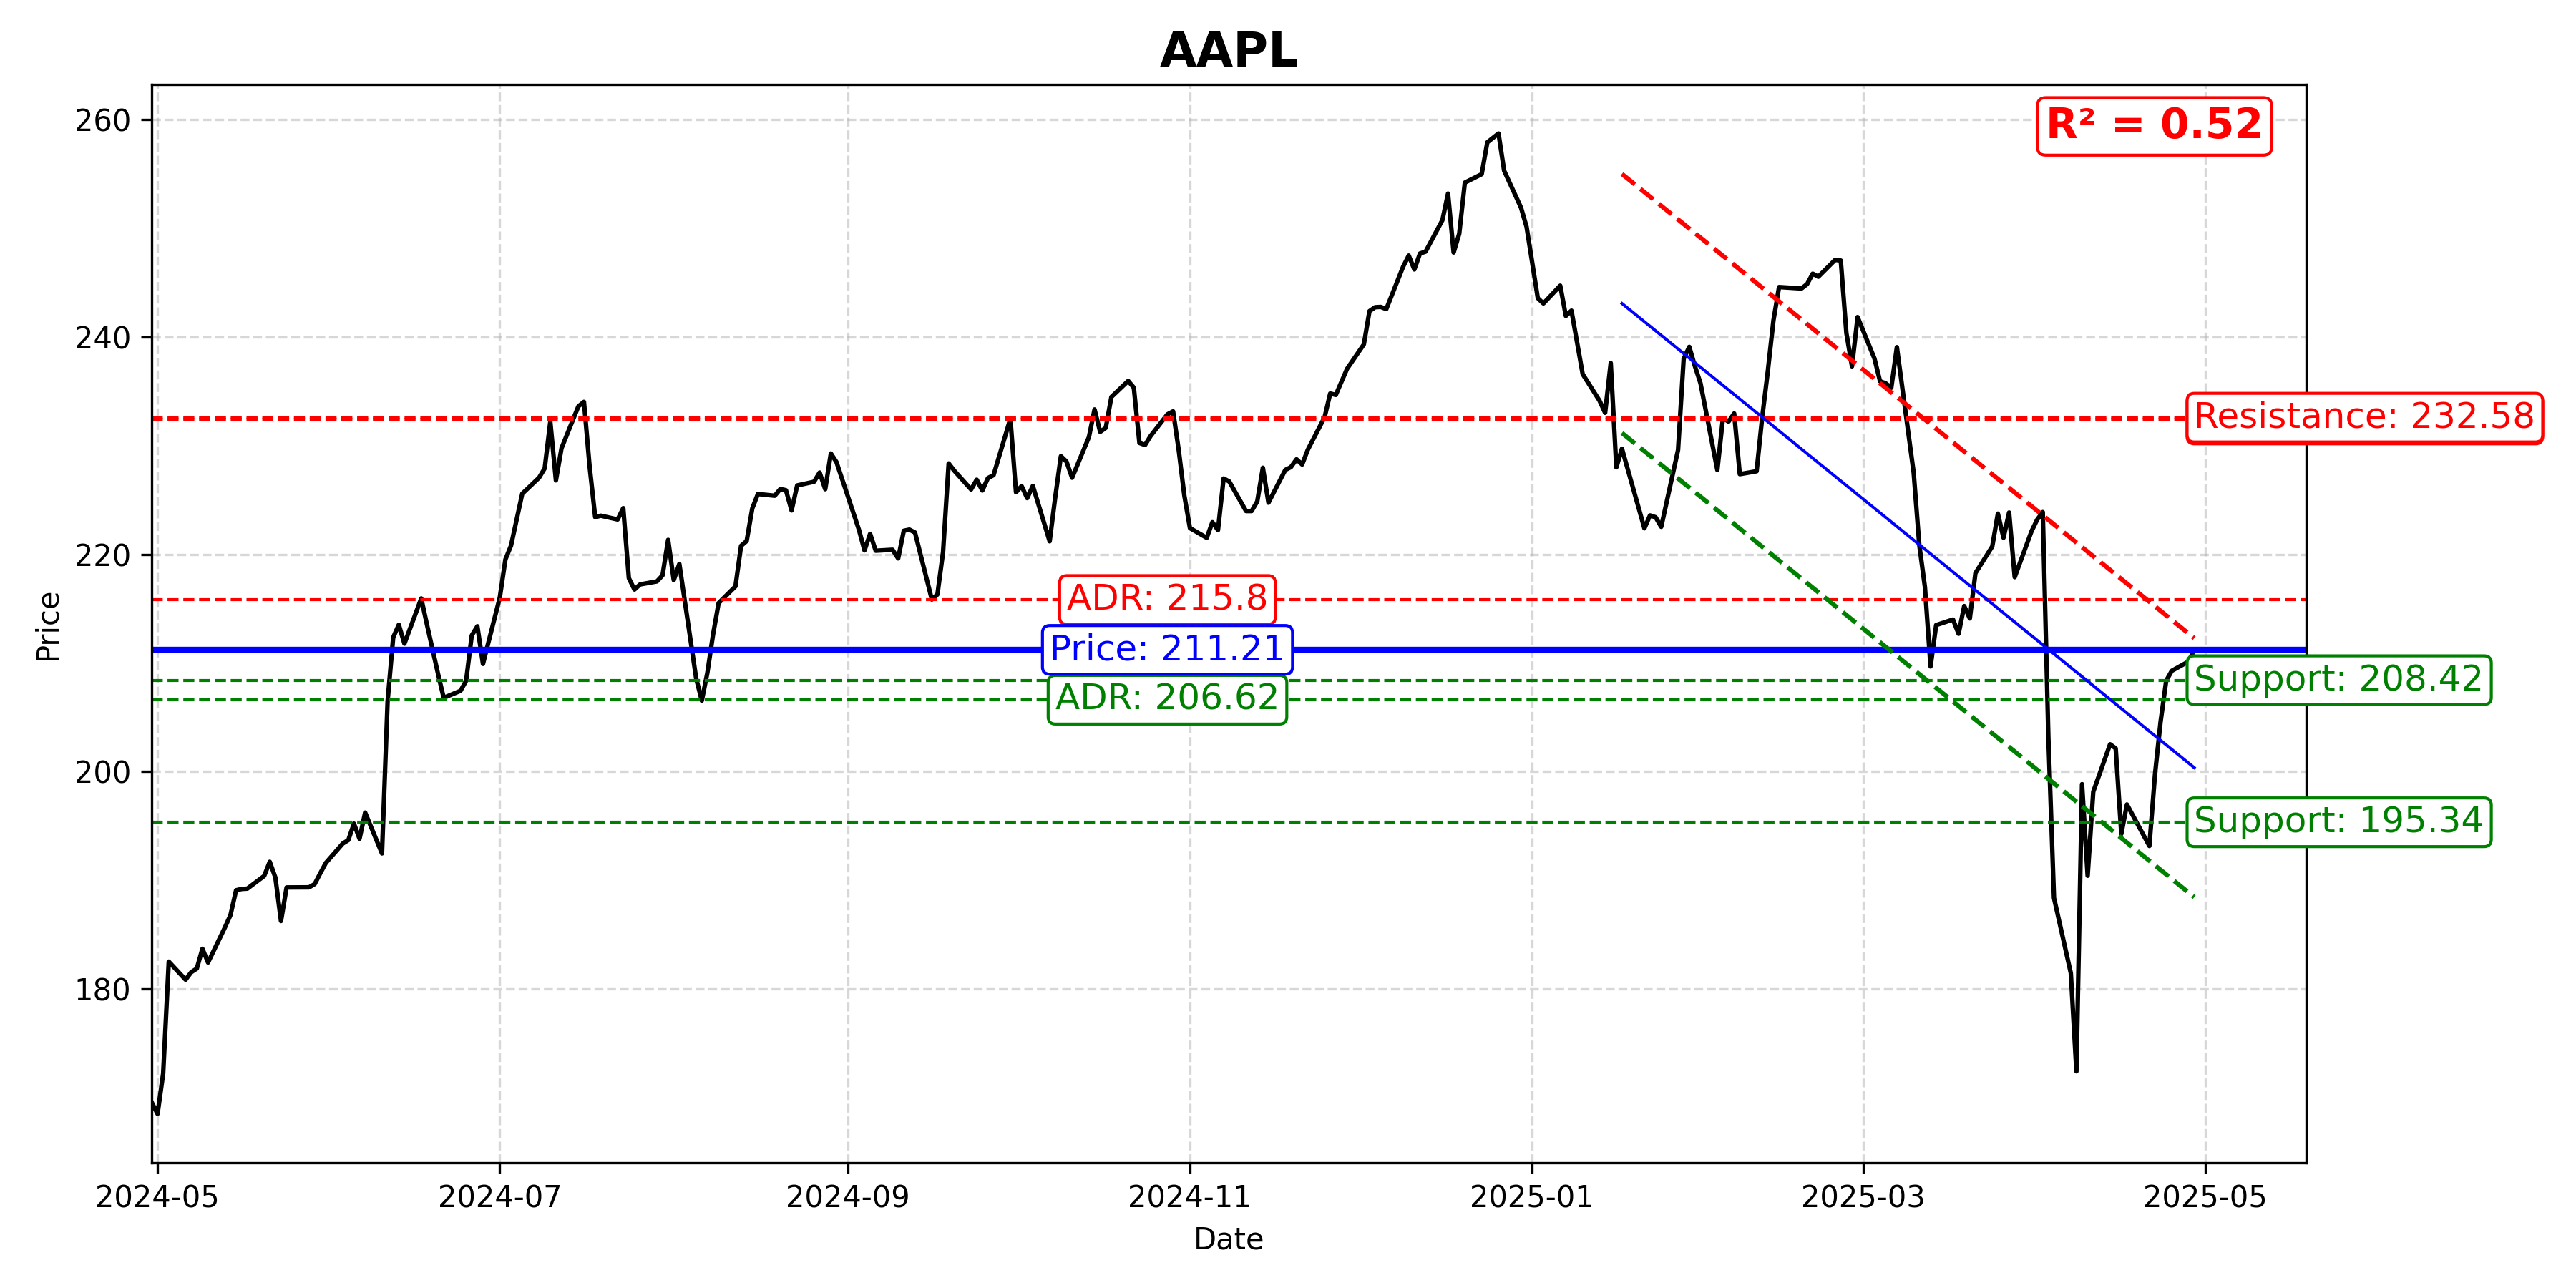 AAPL
R² = 0.52
260
240
220
200
180
Price
Resistance: 232.58
ADR: 215.8
Price: 211.21
Support: 208.42
ADR: 206.62
Support: 195.34
2024-05
2024-07
2024-09
2024-11
2025-01
2025-03
2025-05
Date